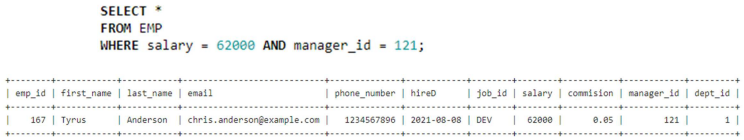 SELECT *
FROM EMP
WHERE salary = 62000 AND manager_id = 121;
+--------+------------+-----------+----------------------------+--------------+------------+--------+--------+-----------+------------+---------+
| emp_id | first_name | last_name | email | phone_number | hireD | job_id | salary | commision | manager_id | dept_id |
+--------+------------+-----------+----------------------------+--------------+------------+--------+--------+-----------+------------+---------+
| 167 | Tyrus | Anderson | chris.anderson@example.com | 1234567896 | 2021-08-08 | DEV | 62000 | 0.05 | 121 | 1 |
+--------+------------+-----------+----------------------------+--------------+------------+--------+--------+-----------+------------+---------+